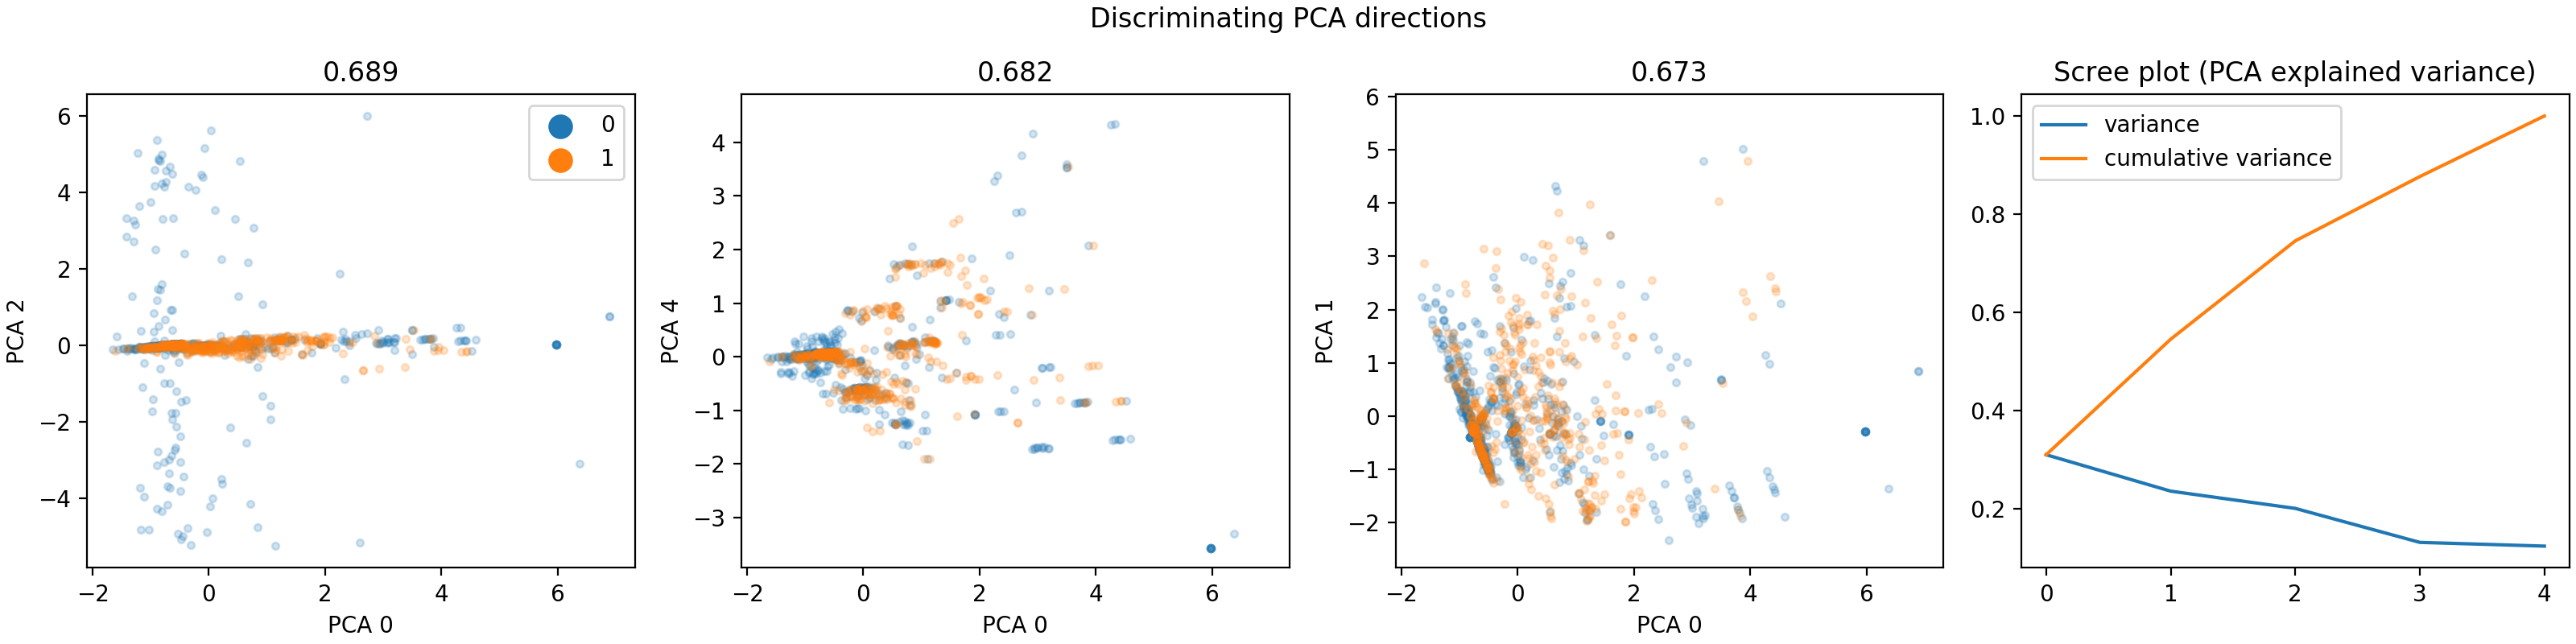 Discriminating PCA directions
0.689
6
4
2
0
−2
−4
PCA 2
−2 0 2 4 6
PCA 0
0
1
0.682
4
3
2
1
0
−1
−2
−3
PCA 4
−2 0 2 4 6
PCA 0
0.673
6
5
4
3
2
1
0
−1
−2
PCA 1
−2 0 2 4 6
PCA 0
Scree plot (PCA explained variance)
variance
cumulative variance
1.0
0.8
0.6
0.4
0.2
0 1 2 3 4